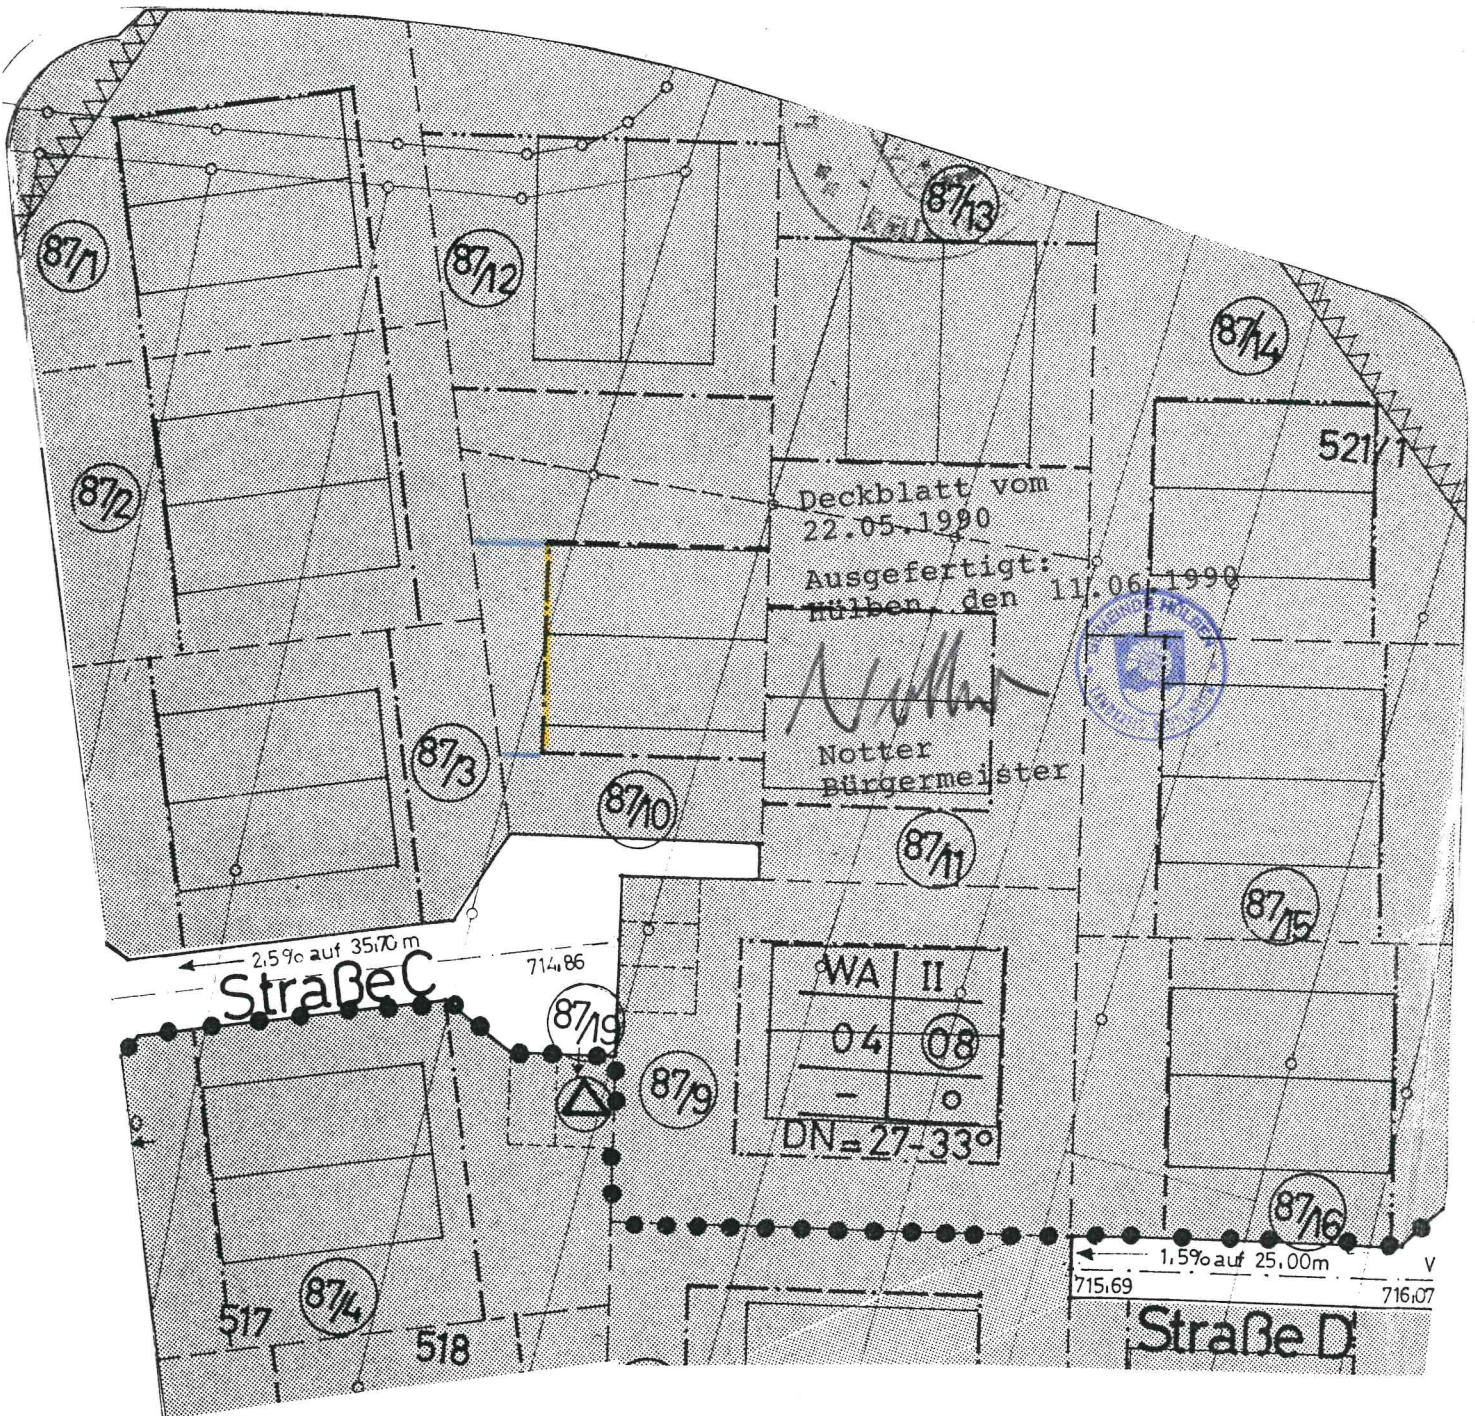 87/13
87/1
87/12
87/14
521/1
87/2
Deckblatt vom
22.05.1990
Ausgefertigt:
Hülben, den 11.06.1990
GEMEINDE HÜLBEN
Notter
Bürgermeister
87/3
87/10
87/11
87/15
2,5% auf 35,70 m
Straße C
714,86
WA II
04 08
- o
DN = 27-33°
87/19
87/9
87/16
1,5% auf 25,00m
V
715,69
716,07
Straße D
87/4
517
518